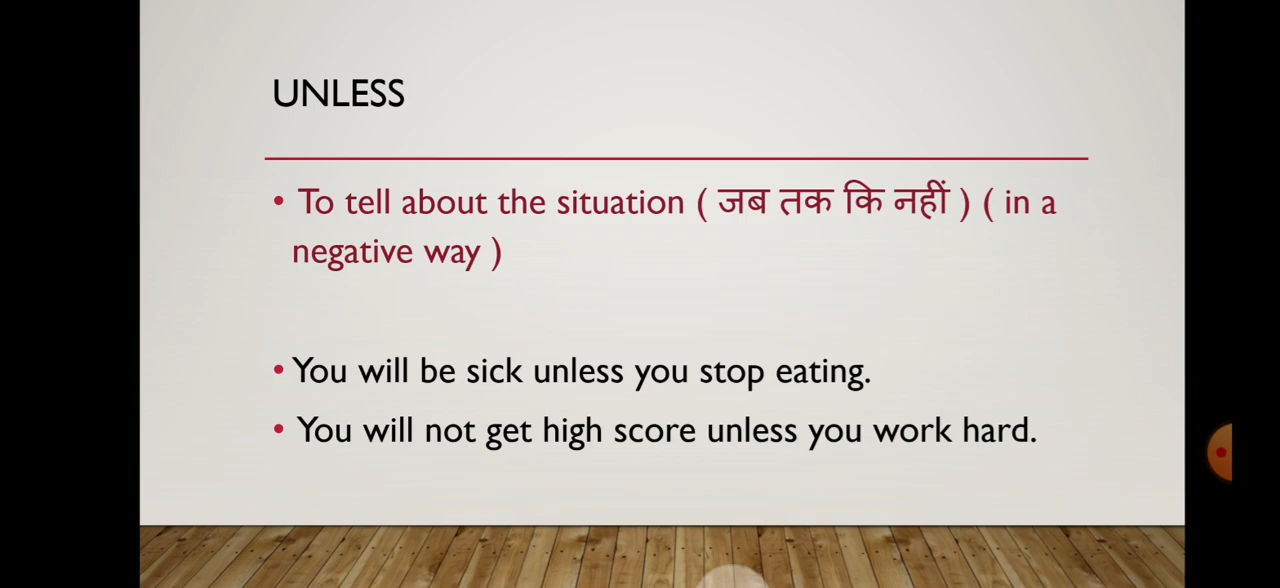 UNLESS
• To tell about the situation ( जब तक कि नहीं ) ( in a
negative way )
• You will be sick unless you stop eating.
• You will not get high score unless you work hard.